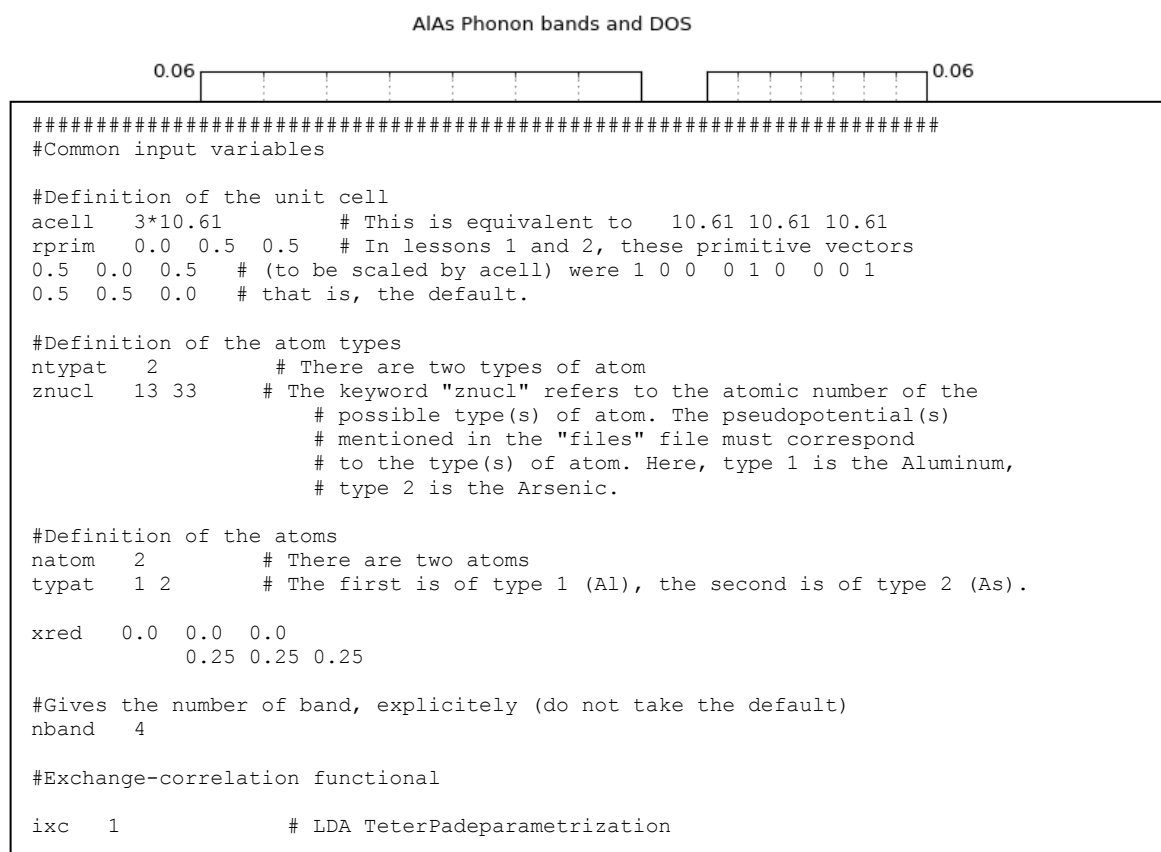 AlAs Phonon bands and DOS
0.06 0.06
########################################################################
#Common input variables
#Definition of the unit cell
acell 3*10.61 # This is equivalent to 10.61 10.61 10.61
rprim 0.0 0.5 0.5 # In lessons 1 and 2, these primitive vectors
0.5 0.0 0.5 # (to be scaled by acell) were 1 0 0 0 1 0 0 0 1
0.5 0.5 0.0 # that is, the default.
#Definition of the atom types
ntypat 2 # There are two types of atom
znucl 13 33 # The keyword "znucl" refers to the atomic number of the
# possible type(s) of atom. The pseudopotential(s)
# mentioned in the "files" file must correspond
# to the type(s) of atom. Here, type 1 is the Aluminum,
# type 2 is the Arsenic.
#Definition of the atoms
natom 2 # There are two atoms
typat 1 2 # The first is of type 1 (Al), the second is of type 2 (As).
xred 0.0 0.0 0.0
0.25 0.25 0.25
#Gives the number of band, explicitely (do not take the default)
nband 4
#Exchange-correlation functional
ixc 1 # LDA TeterPadeparametrization